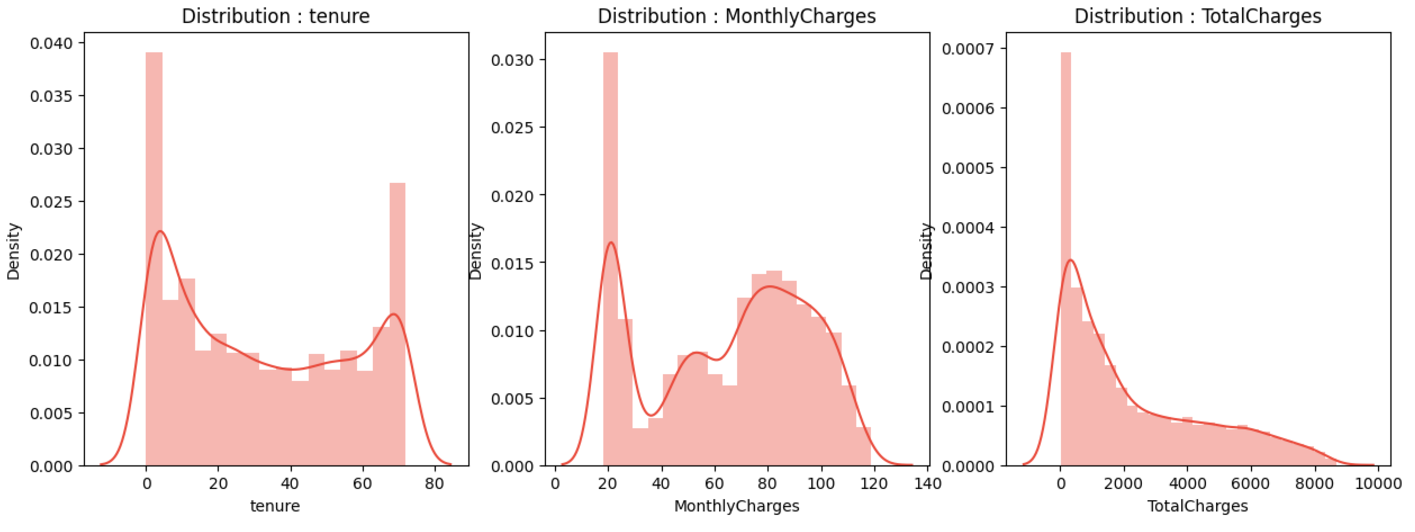 Distribution : tenure
0.040
0.035
0.030
0.025
0.020
0.015
0.010
0.005
0.000
Density
0 20 40 60 80
tenure
Distribution : MonthlyCharges
0.030
0.025
0.020
0.015
0.010
0.005
0.000
Density
0 20 40 60 80 100 120 140
MonthlyCharges
Distribution : TotalCharges
0.0007
0.0006
0.0005
0.0004
0.0003
0.0002
0.0001
0.0000
Density
0 2000 4000 6000 8000 10000
TotalCharges